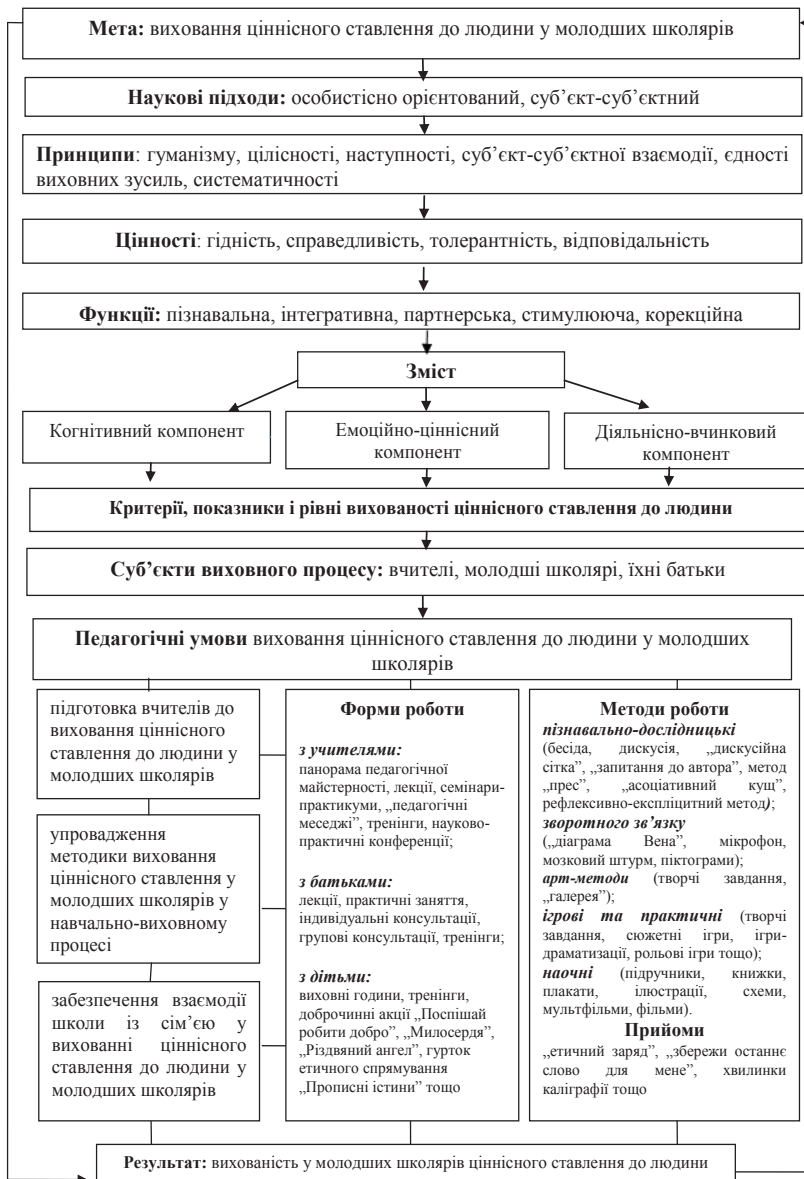 Мета: виховання ціннісного ставлення до людини у молодших школярів
Наукові підходи: особистісно орієнтований, суб’єкт-суб’єктний
Принципи: гуманізму, цілісності, наступності, суб’єкт-суб’єктної взаємодії, єдності
виховних зусиль, систематичності
Цінності: гідність, справедливість, толерантність, відповідальність
Функції: пізнавальна, інтегративна, партнерська, стимулююча, корекційна
Зміст
Когнітивний компонент
Емоційно-ціннісний
компонент
Діяльнісно-вчинковий
компонент
Критерії, показники і рівні вихованості ціннісного ставлення до людини
Суб’єкти виховного процесу: вчителі, молодші школярі, їхні батьки
Педагогічні умови виховання ціннісного ставлення до людини у молодших
школярів
підготовка вчителів до
виховання ціннісного
ставлення до людини у
молодших школярів
упровадження
методики виховання
ціннісного ставлення у
молодших школярів у
навчально-виховному
процесі
забезпечення взаємодії
школи із сім’єю у
вихованні ціннісного
ставлення до людини у
молодших школярів
Форми роботи
з учителями:
панорама педагогічної
майстерності, лекції, семінари-
практикуми, „педагогічні
меседжі”, тренінги, науково-
практичні конференції;
з батьками:
лекції, практичні заняття,
індивідуальні консультації,
групові консультації, тренінги;
з дітьми:
виховні години, тренінги,
доброчинні акції „Поспішай
робити добро”, „Милосердя”,
„Різдвяний ангел”, гурток
етичного спрямування
„Прописні істини” тощо
Методи роботи
пізнавально-дослідницькі
(бесіда, дискусія, „дискусійна
сітка”, „запитання до автора”, метод
„прес”, „асоціативний кущ”,
рефлексивно-експліцитний метод);
зворотного зв’язку
(„діаграма Вена”, мікрофон,
мозковий штурм, піктограми);
арт-методи (творчі завдання,
„галерея”);
ігрові та практичні (творчі
завдання, сюжетні ігри, ігри-
драматизації, рольові ігри тощо);
наочні (підручники, книжки,
плакати, ілюстрації, схеми,
мультфільми, фільми).
Прийоми
„етичний заряд”, „збережи останнє
слово для мене”, хвилинки
каліграфії тощо
Результат: вихованість у молодших школярів ціннісного ставлення до людини